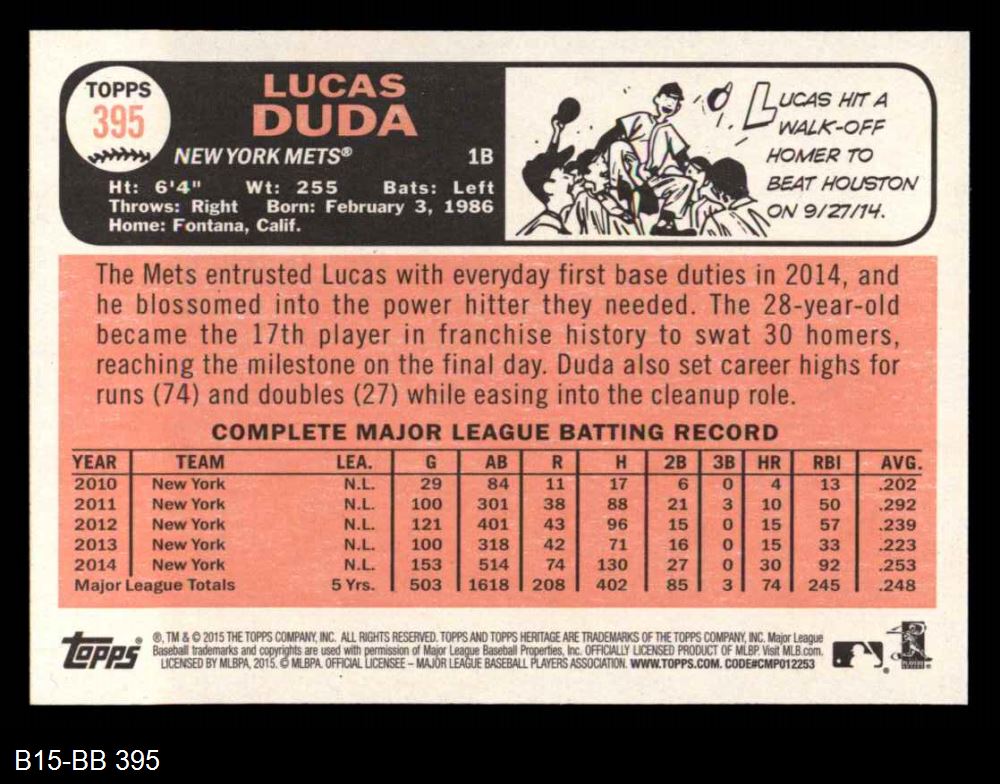 TOPPS
395
LUCAS
DUDA
NEW YORK METS® 1B
Ht: 6'4" Wt: 255 Bats: Left
Throws: Right Born: February 3, 1986
Home: Fontana, Calif.
LUCAS HIT A
WALK-OFF
HOMER TO
BEAT HOUSTON
ON 9/27/14.
The Mets entrusted Lucas with everyday first base duties in 2014, and
he blossomed into the power hitter they needed. The 28-year-old
became the 17th player in franchise history to swat 30 homers,
reaching the milestone on the final day. Duda also set career highs for
runs (74) and doubles (27) while easing into the cleanup role.
COMPLETE MAJOR LEAGUE BATTING RECORD
YEAR TEAM LEA. G AB R H 2B 3B HR RBI AVG.
2010 New York N.L. 29 84 11 17 6 0 4 13 .202
2011 New York N.L. 100 301 38 88 21 3 10 50 .292
2012 New York N.L. 121 401 43 96 15 0 15 57 .239
2013 New York N.L. 100 318 42 71 16 0 15 33 .223
2014 New York N.L. 153 514 74 130 27 0 30 92 .253
Major League Totals 5 Yrs. 503 1618 208 402 85 3 74 245 .248
Topps®
®, TM & © 2015 THE TOPPS COMPANY, INC. ALL RIGHTS RESERVED. TOPPS AND TOPPS HERITAGE ARE TRADEMARKS OF THE TOPPS COMPANY, INC. Major League
Baseball trademarks and copyrights are used with permission of Major League Baseball Properties, Inc. OFFICIALLY LICENSED PRODUCT OF MLBP. Visit MLB.com.
LICENSED BY MLBPA, 2015. © MLBPA. OFFICIAL LICENSEE – MAJOR LEAGUE BASEBALL PLAYERS ASSOCIATION. WWW.TOPPS.COM. CODE#CMP012253
B15-BB 395